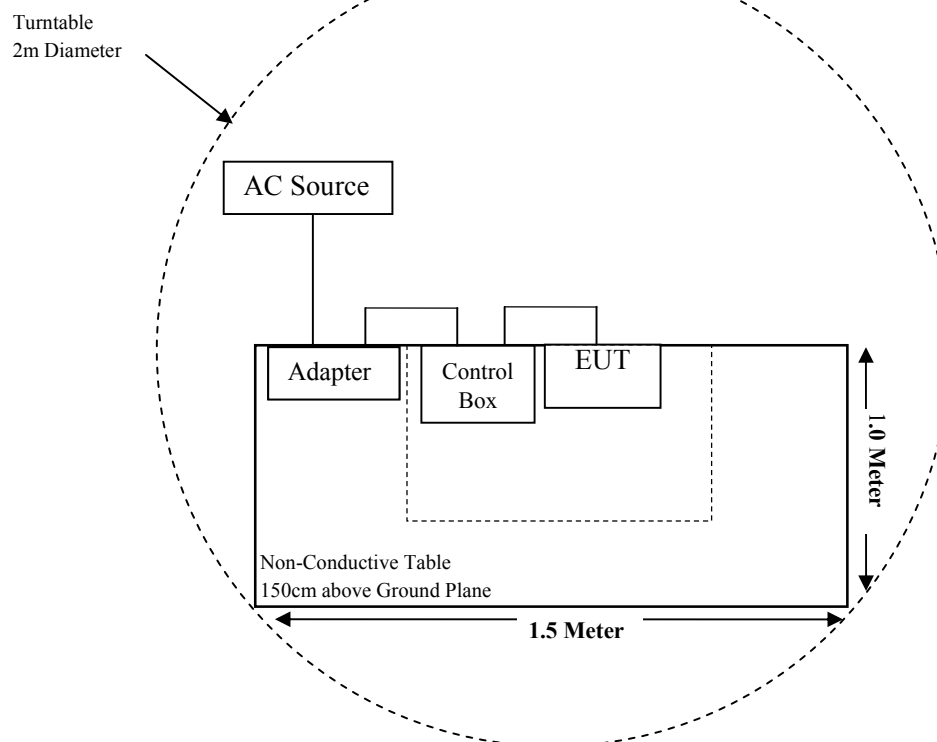 Turntable
2m Diameter
AC Source
Adapter
Control
Box
EUT
1.0 Meter
Non-Conductive Table
150cm above Ground Plane
1.5 Meter